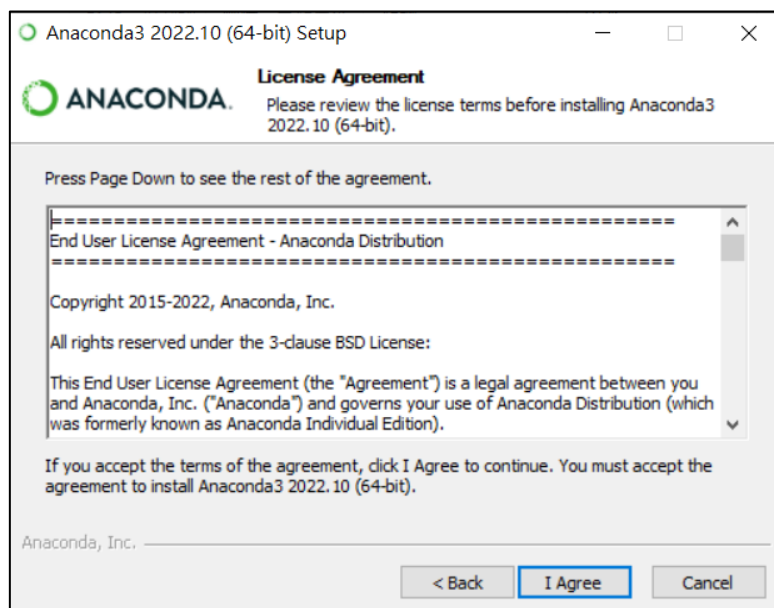 Anaconda3 2022.10 (64-bit) Setup
ANACONDA.
License Agreement
Please review the license terms before installing Anaconda3
2022.10 (64-bit).
Press Page Down to see the rest of the agreement.
====================================================
End User License Agreement - Anaconda Distribution
====================================================
Copyright 2015-2022, Anaconda, Inc.
All rights reserved under the 3-clause BSD License:
This End User License Agreement (the "Agreement") is a legal agreement between you
and Anaconda, Inc. ("Anaconda") and governs your use of Anaconda Distribution (which
was formerly known as Anaconda Individual Edition).
If you accept the terms of the agreement, click I Agree to continue. You must accept the
agreement to install Anaconda3 2022.10 (64-bit).
Anaconda, Inc.
< Back
I Agree
Cancel